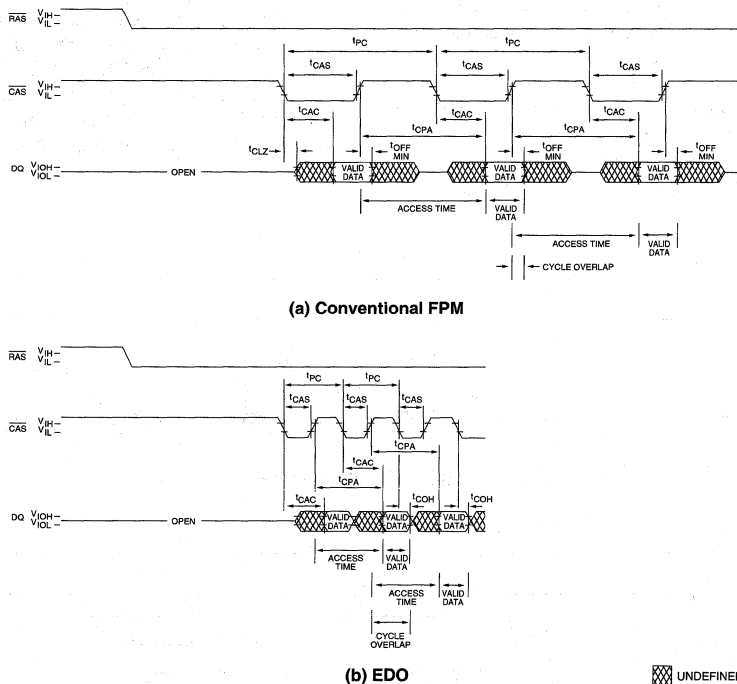 RAS VIH VIL
tPC tPC
tCAS tCAS tCAS
CAS VIH VIL
tCAC tCAC tCAC
tCPA tCPA
tCLZ tOFF MIN tOFF MIN tOFF MIN
DQ VIOH VIOL OPEN VALID DATA VALID DATA VALID DATA
ACCESS TIME VALID DATA
ACCESS TIME VALID DATA
CYCLE OVERLAP
(a) Conventional FPM
RAS VIH VIL
tPC tPC
tCAS tCAS tCAS
CAS VIH VIL
tCPA
tCAC
tCPA
tCAC tCOH tCOH
DQ VIOH VIOL OPEN VALID DATA VALID DATA VALID DATA
ACCESS TIME VALID DATA
ACCESS TIME VALID DATA
CYCLE OVERLAP
(b) EDO
UNDEFINED